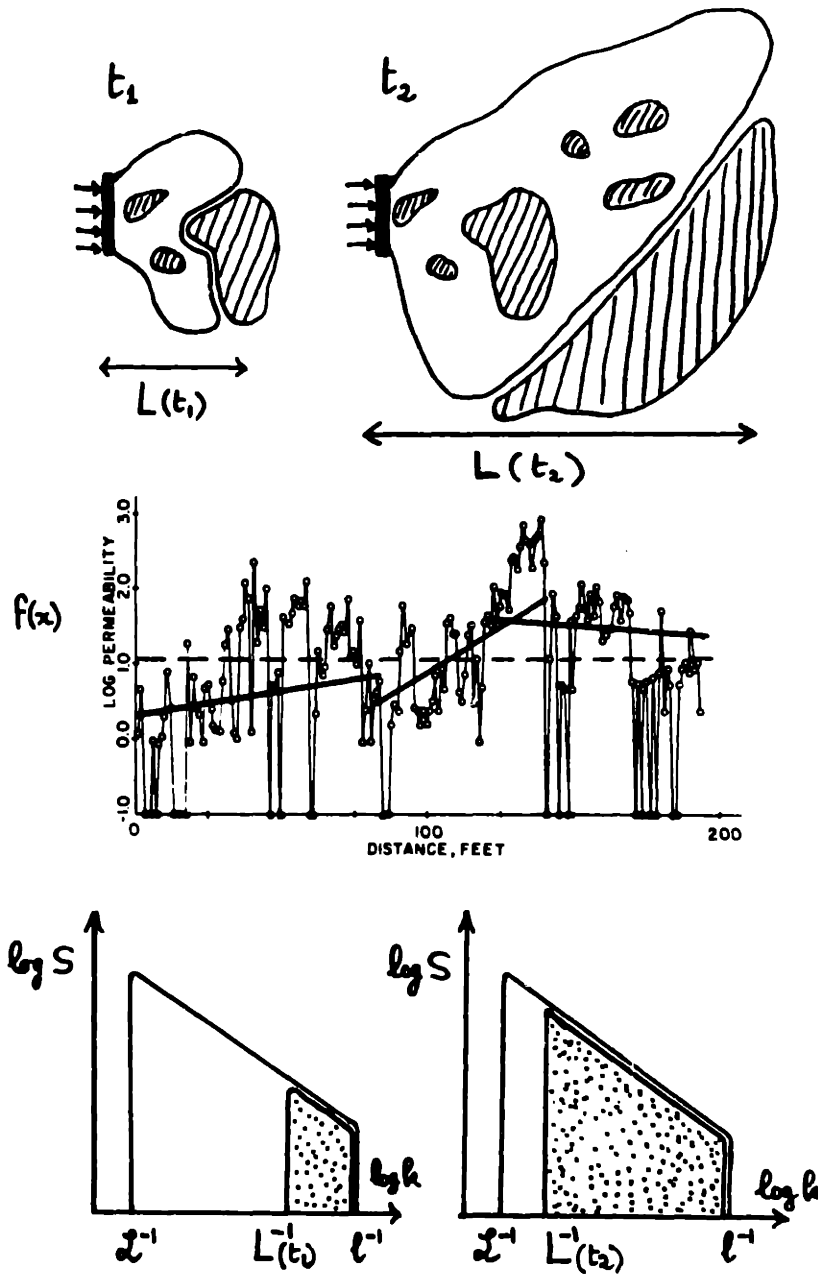 t₁
t₂
L(t₁)
L(t₂)
f(x)
LOG PERMEABILITY
3.0
2.0
1.0
0.0
-1.0
0
100
200
DISTANCE, FEET
log S
log k
ℒ⁻¹
L⁻¹(t₁)
ℓ⁻¹
log S
log k
ℒ⁻¹
L⁻¹(t₂)
ℓ⁻¹